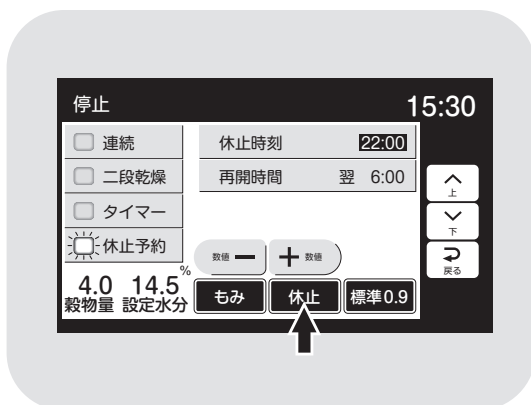 停止 15:30
連続
二段乾燥
タイマー
休止予約
休止時刻 22:00
再開時間 翌 6:00
数値 ー ＋ 数値
上
下
戻る
4.0 14.5%
穀物量 設定水分
もみ 休止 標準0.9